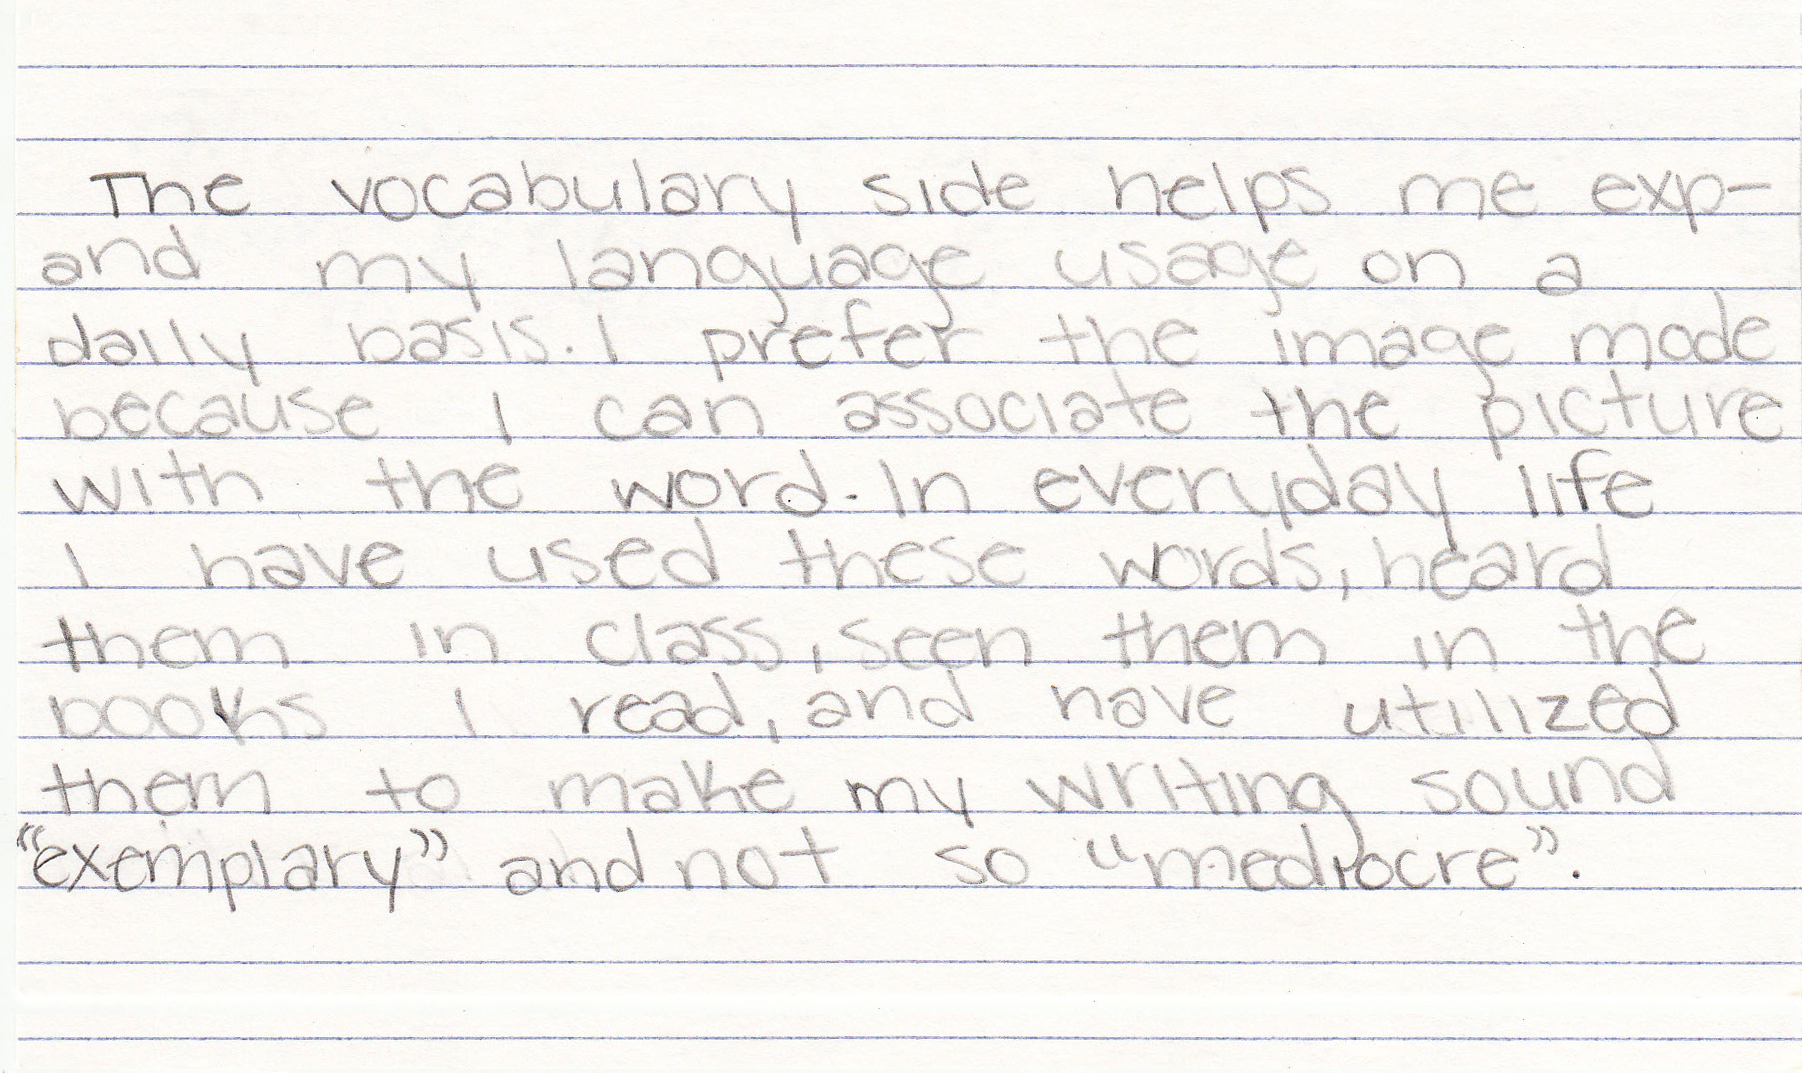 The vocabulary side helps me exp-
and my language usage on a
daily basis. I prefer the image mode
because I can associate the picture
with the word. In everyday life
I have used these words, heard
them in class, seen them in the
books I read, and have utilized
them to make my writing sound
"exemplary" and not so "mediocre".